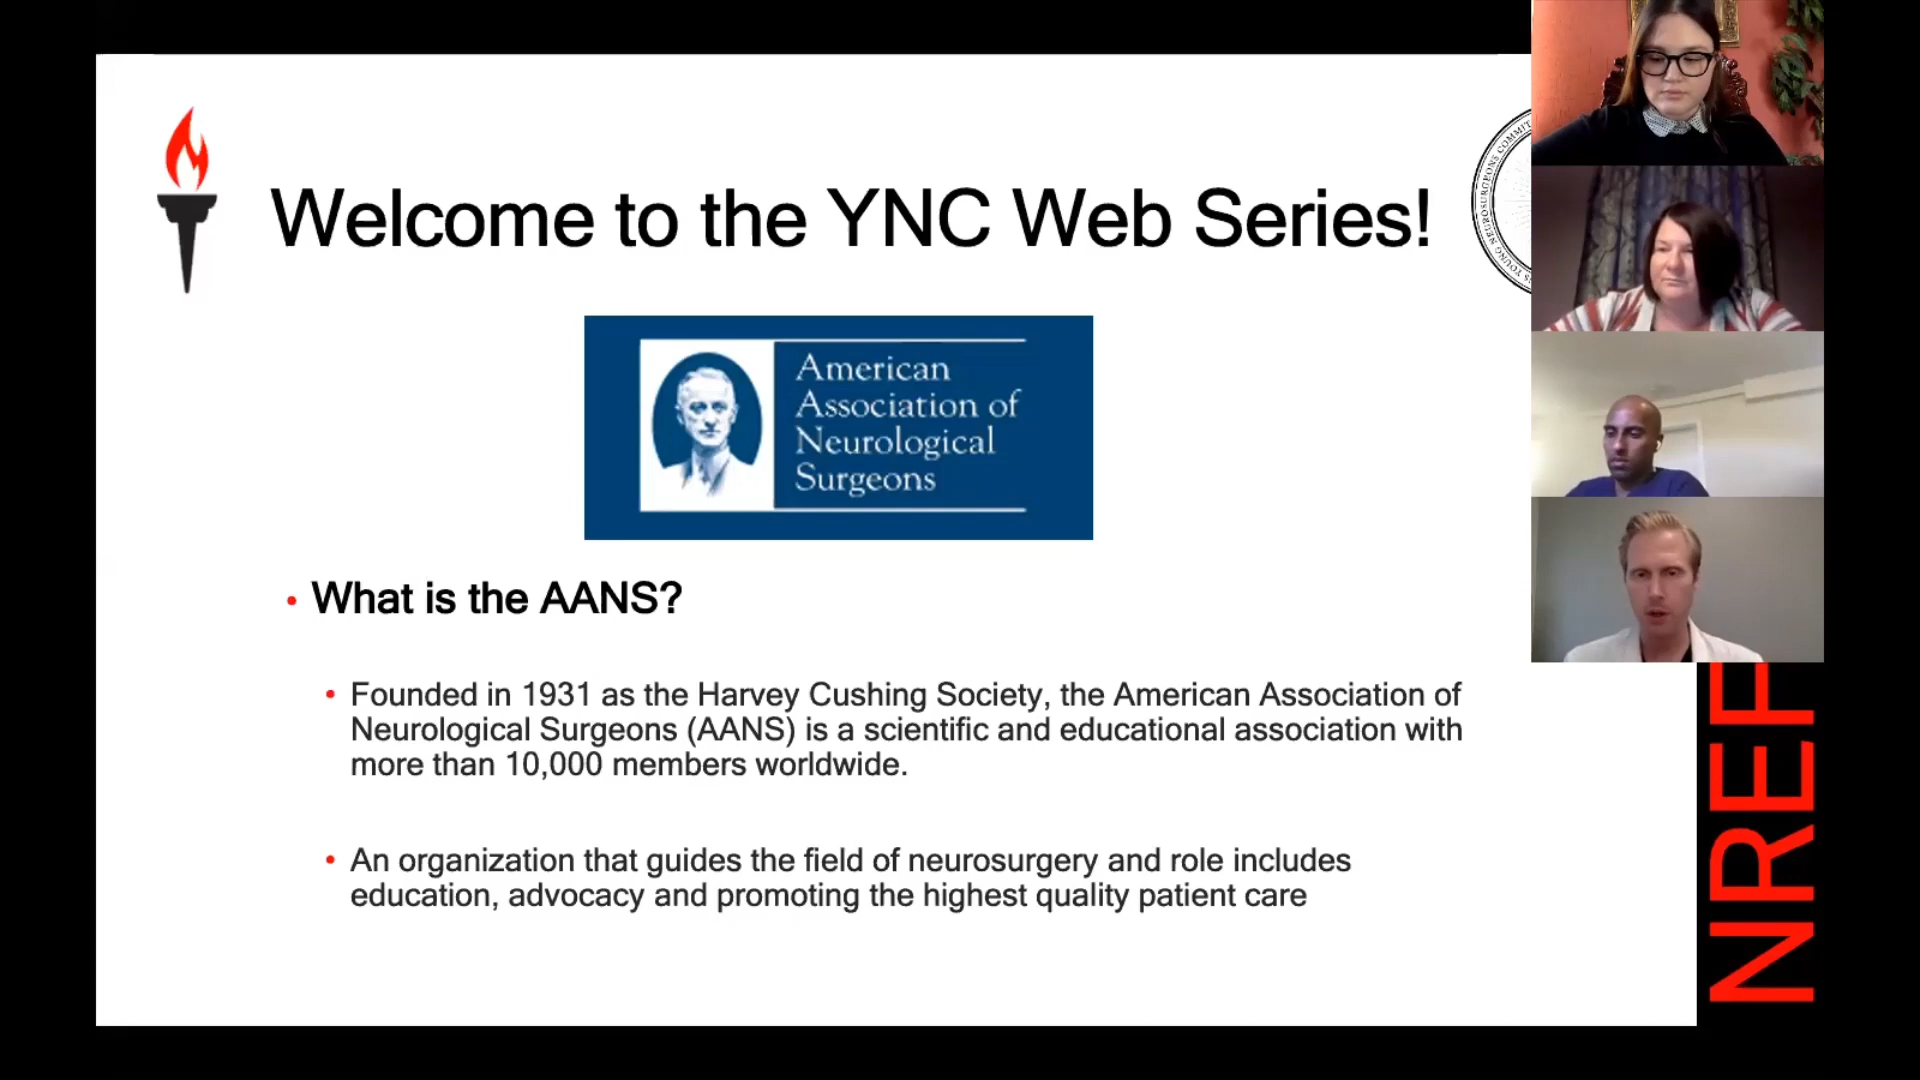 Welcome to the YNC Web Series!
YOUNG NEUROSURGEONS
American
Association of
Neurological
Surgeons
• What is the AANS?
• Founded in 1931 as the Harvey Cushing Society, the American Association of
Neurological Surgeons (AANS) is a scientific and educational association with
more than 10,000 members worldwide.
• An organization that guides the field of neurosurgery and role includes
education, advocacy and promoting the highest quality patient care
NREF